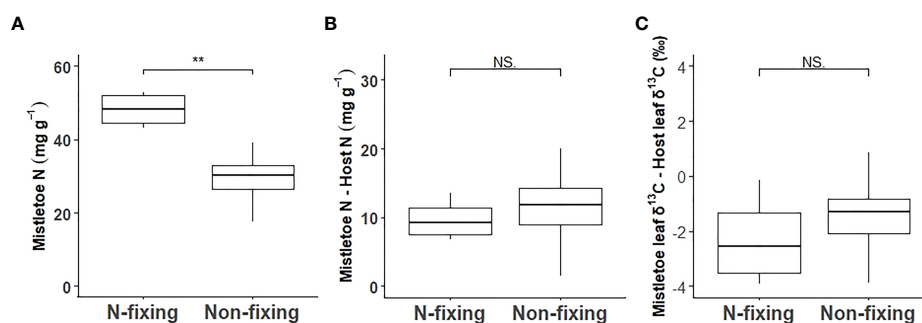 A
Mistletoe N (mg g⁻¹)
60
40
20
0
**
N-fixing Non-fixing
B
Mistletoe N - Host N (mg g⁻¹)
30
20
10
0
NS.
N-fixing Non-fixing
C
Mistletoe leaf δ¹³C - Host leaf δ¹³C (‰)
4
2
0
-2
-4
NS.
N-fixing Non-fixing